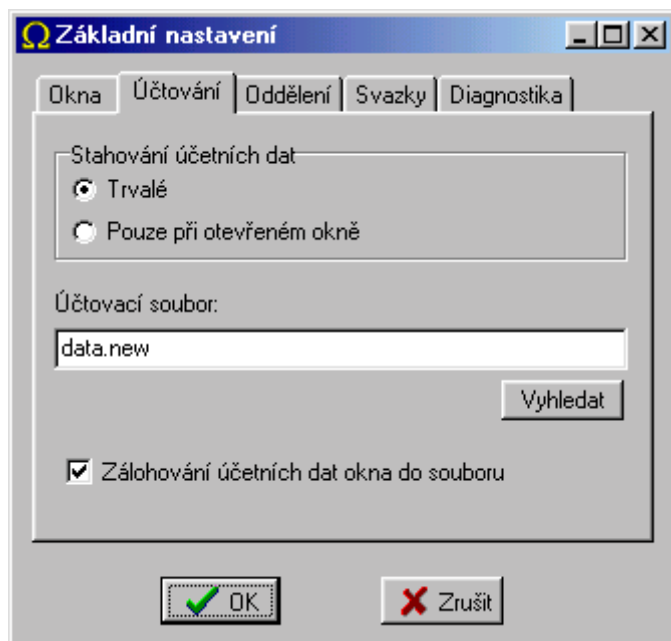 Základní nastavení
Okna Účtování Oddělení Svazky Diagnostika
Stahování účetních dat
Trvalé
Pouze při otevřeném okně
Účtovací soubor:
data.new
Vyhledat
Zálohování účetních dat okna do souboru
OK Zrušit